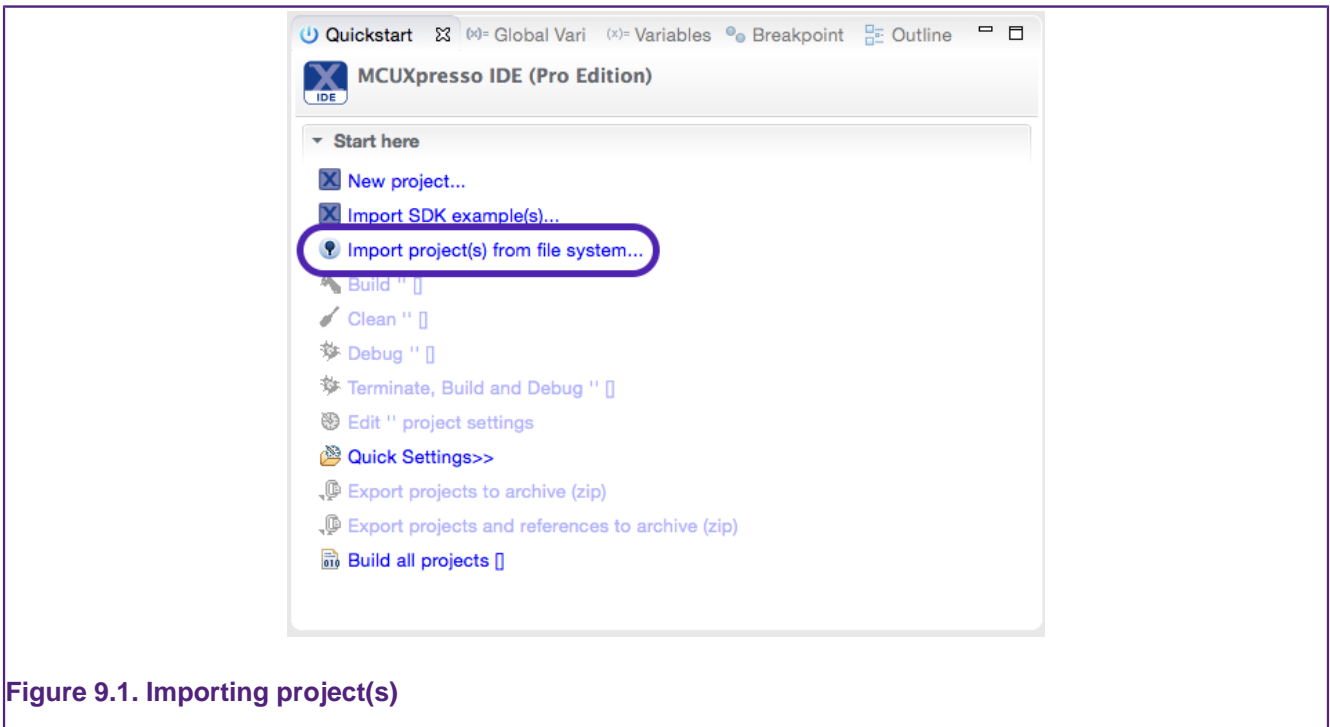 Quickstart (x)= Global Vari (x)= Variables Breakpoint Outline
MCUXpresso IDE (Pro Edition)
IDE
Start here
New project...
Import SDK example(s)...
Import project(s) from file system...
Build '' []
Clean '' []
Debug '' []
Terminate, Build and Debug '' []
Edit '' project settings
Quick Settings>>
Export projects to archive (zip)
Export projects and references to archive (zip)
010 Build all projects []
Figure 9.1. Importing project(s)